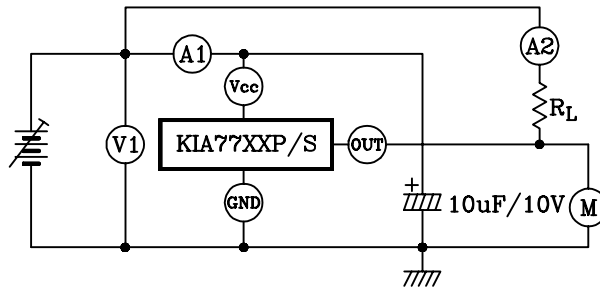 A1
A2
Vcc
RL
V1
KIA77XXP/S
OUT
+
GND
10uF/10V
M